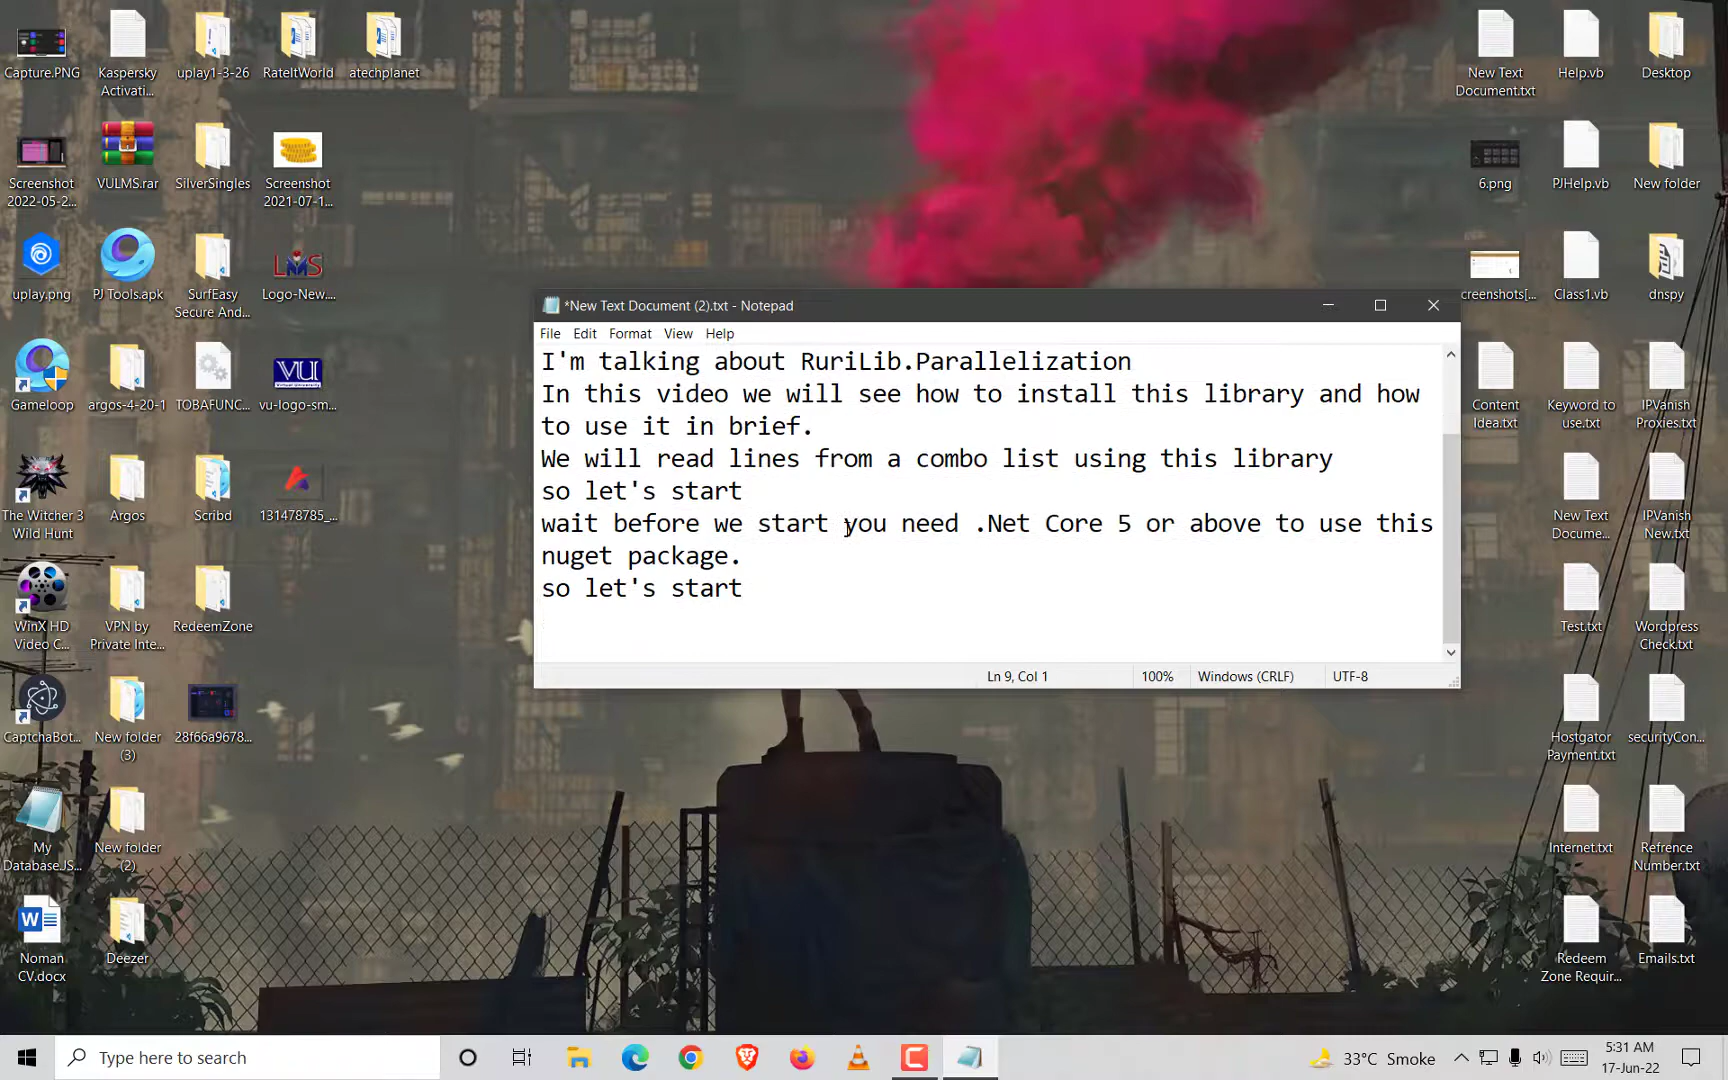 Capture.PNG
Kaspersky
Activati...
uplay1-3-26
RateItWorld
atechplanet
New Text
Document.txt
Help.vb
Desktop
Screenshot
2022-05-2...
VULMS.rar
SilverSingles
Screenshot
2021-07-1...
6.png
PJHelp.vb
New folder
uplay.png
PJ Tools.apk
SurfEasy
Secure And...
LMS
Logo-New....
creenshots[...
Class1.vb
dnspy
*New Text Document (2).txt - Notepad
File Edit Format View Help
I'm talking about RuriLib.Parallelization
In this video we will see how to install this library and how
to use it in brief.
We will read lines from a combo list using this library
so let's start
wait before we start you need .Net Core 5 or above to use this
nuget package.
so let's start
Ln 9, Col 1 100% Windows (CRLF) UTF-8
Gameloop
argos-4-20-1
TOBAFUNC...
VU
vu-logo-sm...
Content
Idea.txt
Keyword to
use.txt
IPVanish
Proxies.txt
The Witcher 3
Wild Hunt
Argos
Scribd
131478785_...
New Text
Docume...
IPVanish
New.txt
WinX HD
Video C...
VPN by
Private Inte...
RedeemZone
Test.txt
Wordpress
Check.txt
CaptchaBot...
New folder
(3)
28f66a9678...
Hostgator
Payment.txt
securityCon...
My
Database.JS...
New folder
(2)
Internet.txt
Refrence
Number.txt
Noman
CV.docx
Deezer
Redeem
Zone Requir...
Emails.txt
Type here to search
33°C Smoke
5:31 AM
17-Jun-22